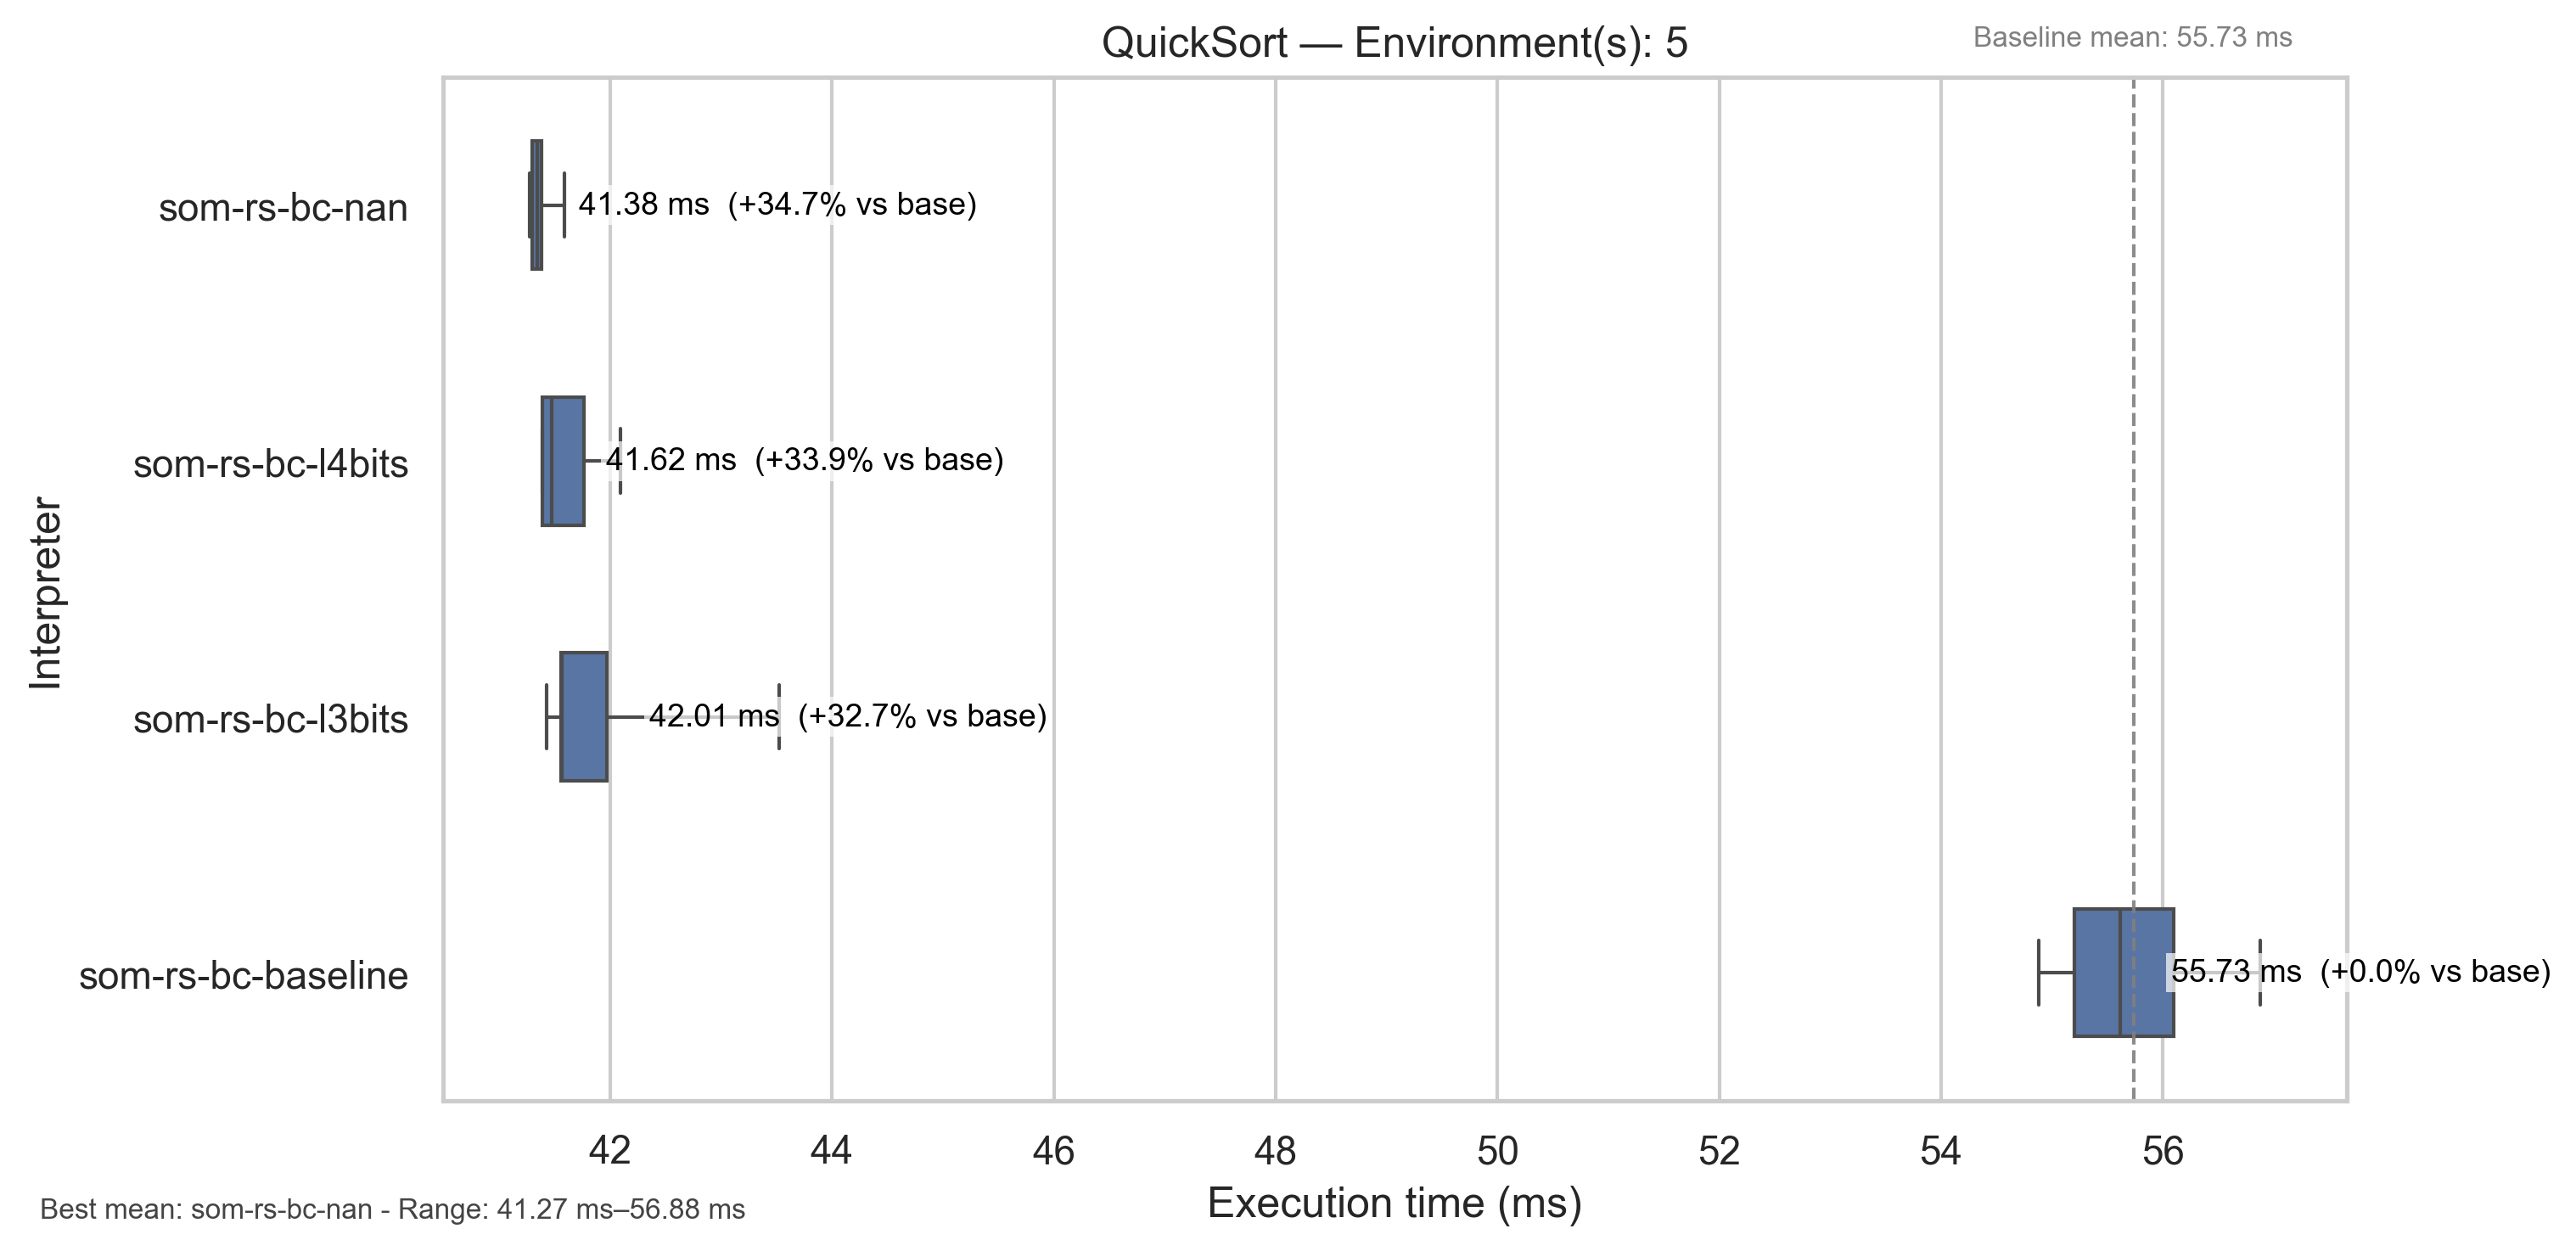 QuickSort — Environment(s): 5
Baseline mean: 55.73 ms
Interpreter
som-rs-bc-nan
41.38 ms (+34.7% vs base)
som-rs-bc-l4bits
41.62 ms (+33.9% vs base)
som-rs-bc-l3bits
42.01 ms (+32.7% vs base)
som-rs-bc-baseline
55.73 ms (+0.0% vs base)
42 44 46 48 50 52 54 56
Execution time (ms)
Best mean: som-rs-bc-nan - Range: 41.27 ms–56.88 ms